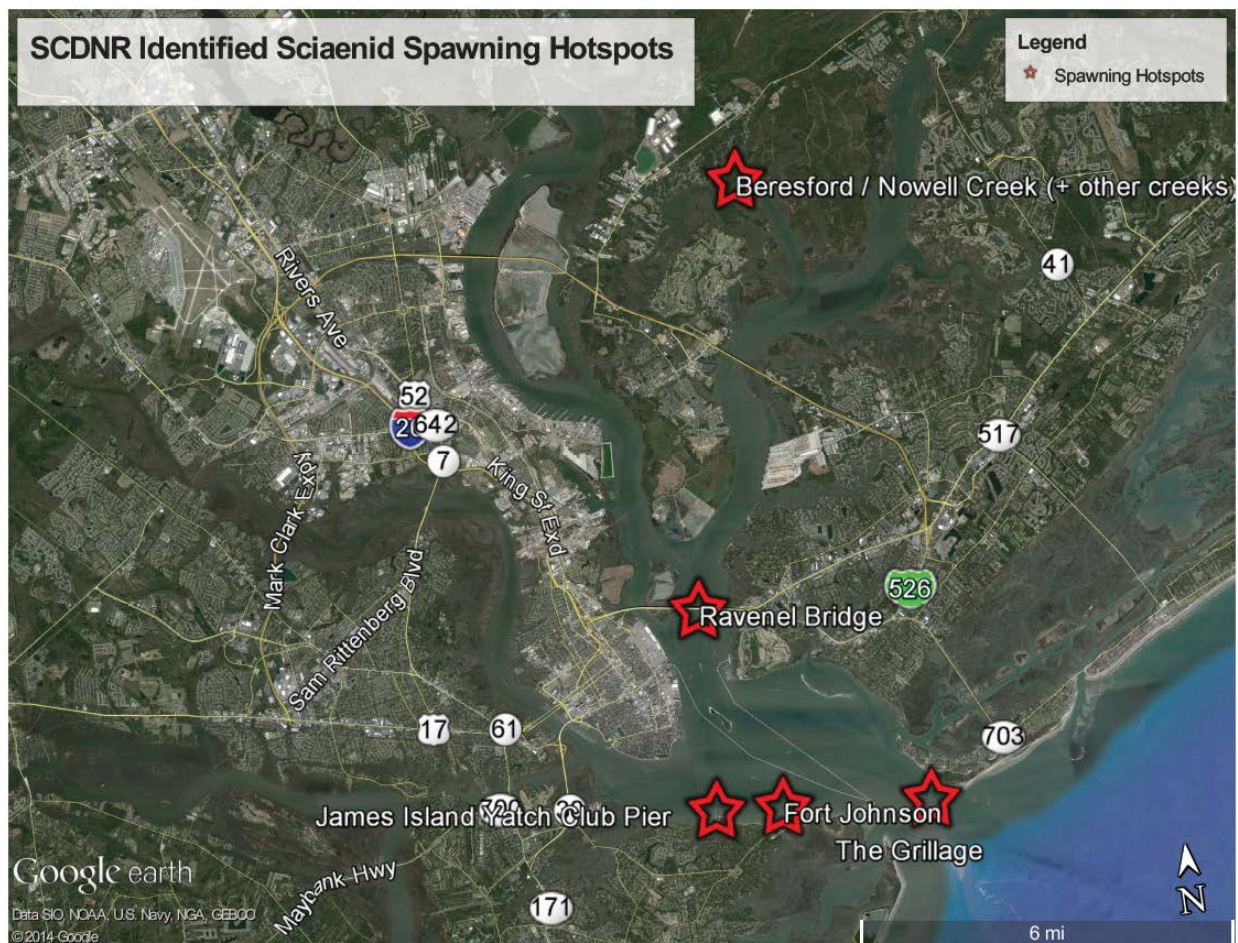 SCDNR Identified Sciaenid Spawning Hotspots
Legend
Spawning Hotspots
Beresford / Nowell Creek (+ other creeks)
41
Rivers Ave
52
642
7
517
King St Exd
Mark Clark Expy
Sam Rittenberg Blvd
526
Ravenel Bridge
17
61
703
James Island Yatch Club Pier
Fort Johnson
The Grillage
Google earth
Maybank Hwy
171
N
Data SIO, NOAA, U.S. Navy, NGA, GEBCO
© 2014 Google
6 mi